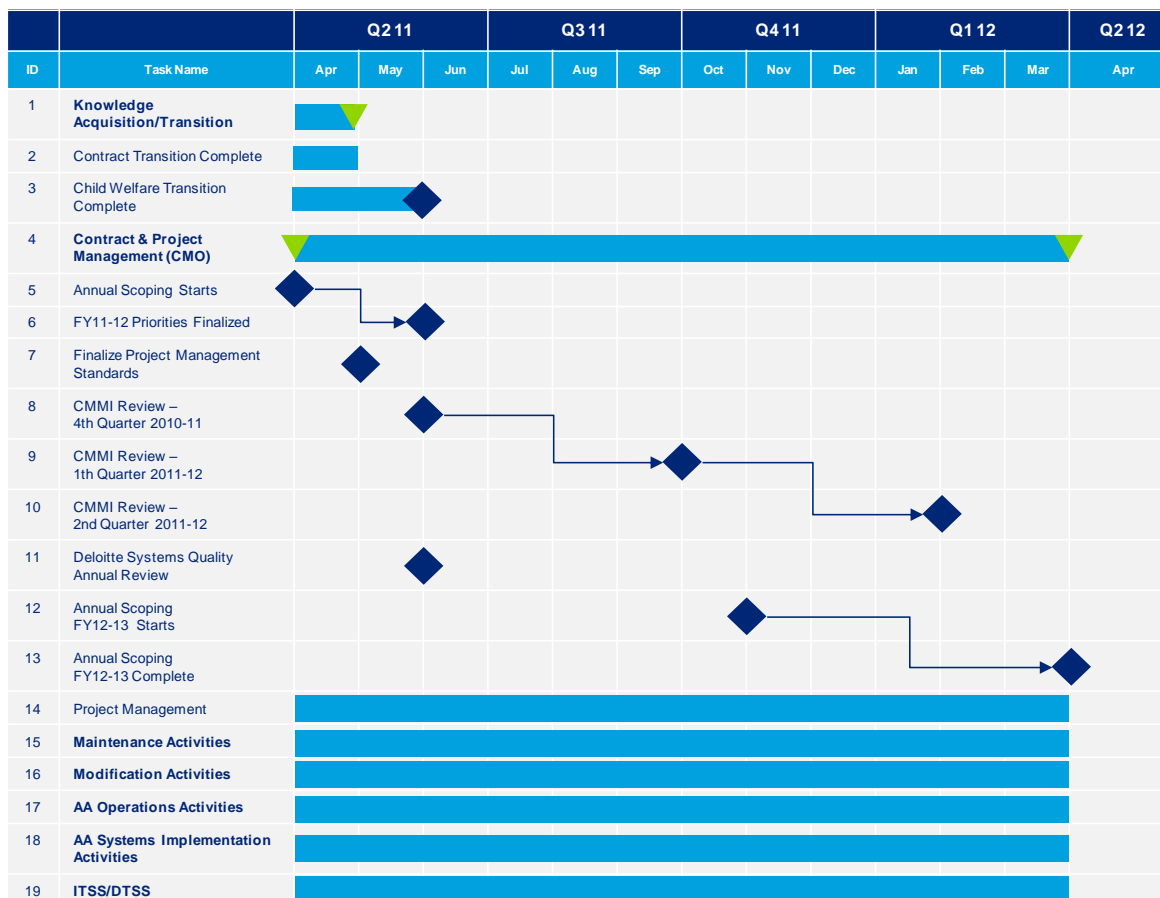 Q2 11 Q3 11 Q4 11 Q1 12 Q2 12
ID Task Name Apr May Jun Jul Aug Sep Oct Nov Dec Jan Feb Mar Apr
1 Knowledge
Acquisition/Transition
2 Contract Transition Complete
3 Child Welfare Transition
Complete
4 Contract & Project
Management (CMO)
5 Annual Scoping Starts
6 FY11-12 Priorities Finalized
7 Finalize Project Management
Standards
8 CMMI Review –
4th Quarter 2010-11
9 CMMI Review –
1th Quarter 2011-12
10 CMMI Review –
2nd Quarter 2011-12
11 Deloitte Systems Quality
Annual Review
12 Annual Scoping
FY12-13 Starts
13 Annual Scoping
FY12-13 Complete
14 Project Management
15 Maintenance Activities
16 Modification Activities
17 AA Operations Activities
18 AA Systems Implementation
Activities
19 ITSS/DTSS